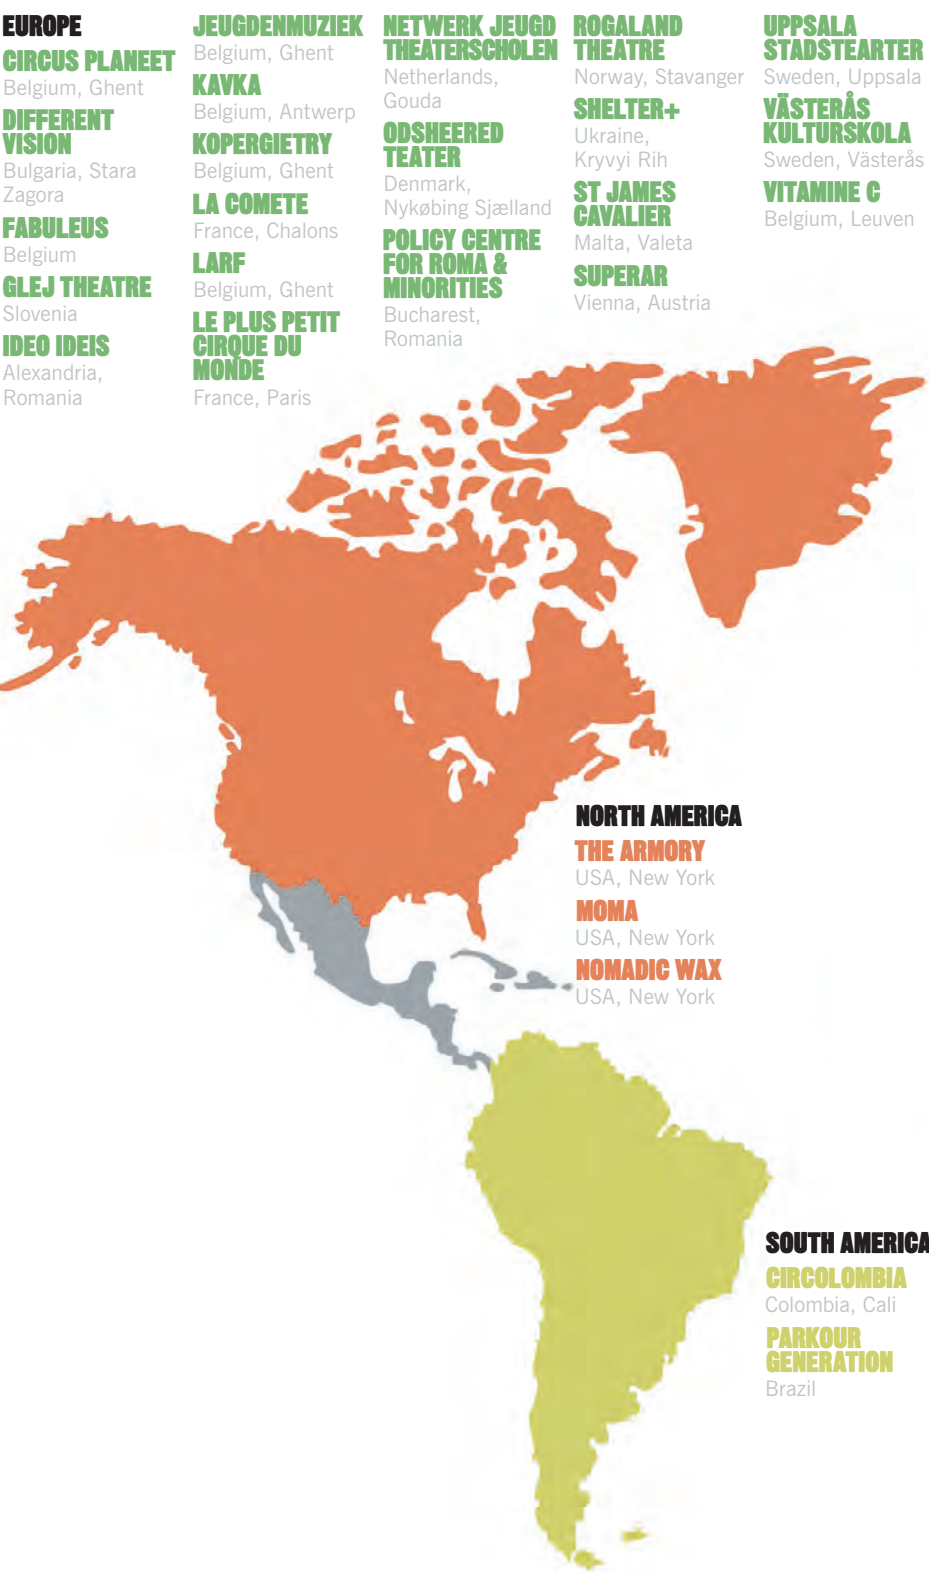 EUROPE
CIRCUS PLANEET
Belgium, Ghent
DIFFERENT
VISION
Bulgaria, Stara
Zagora
FABULEUS
Belgium
GLEJ THEATRE
Slovenia
IDEO IDEIS
Alexandria,
Romania
JEUGDENMUZIEK
Belgium, Ghent
KAVKA
Belgium, Antwerp
KOPERGIETRY
Belgium, Ghent
LA COMETE
France, Chalons
LARF
Belgium, Ghent
LE PLUS PETIT
CIRQUE DU
MONDE
France, Paris
NETWERK JEUGD
THEATERSCHOLEN
Netherlands,
Gouda
ODSHEERED
TEATER
Denmark,
Nykøbing Sjælland
POLICY CENTRE
FOR ROMA &
MINORITIES
Bucharest,
Romania
ROGALAND
THEATRE
Norway, Stavanger
SHELTER+
Ukraine,
Kryvyi Rih
ST JAMES
CAVALIER
Malta, Valeta
SUPERAR
Vienna, Austria
UPPSALA
STADSTEARTER
Sweden, Uppsala
VÄSTERÅS
KULTURSKOLA
Sweden, Västerås
VITAMINE C
Belgium, Leuven
NORTH AMERICA
THE ARMORY
USA, New York
MOMA
USA, New York
NOMADIC WAX
USA, New York
SOUTH AMERICA
CIRCOLOMBIA
Colombia, Cali
PARKOUR
GENERATION
Brazil